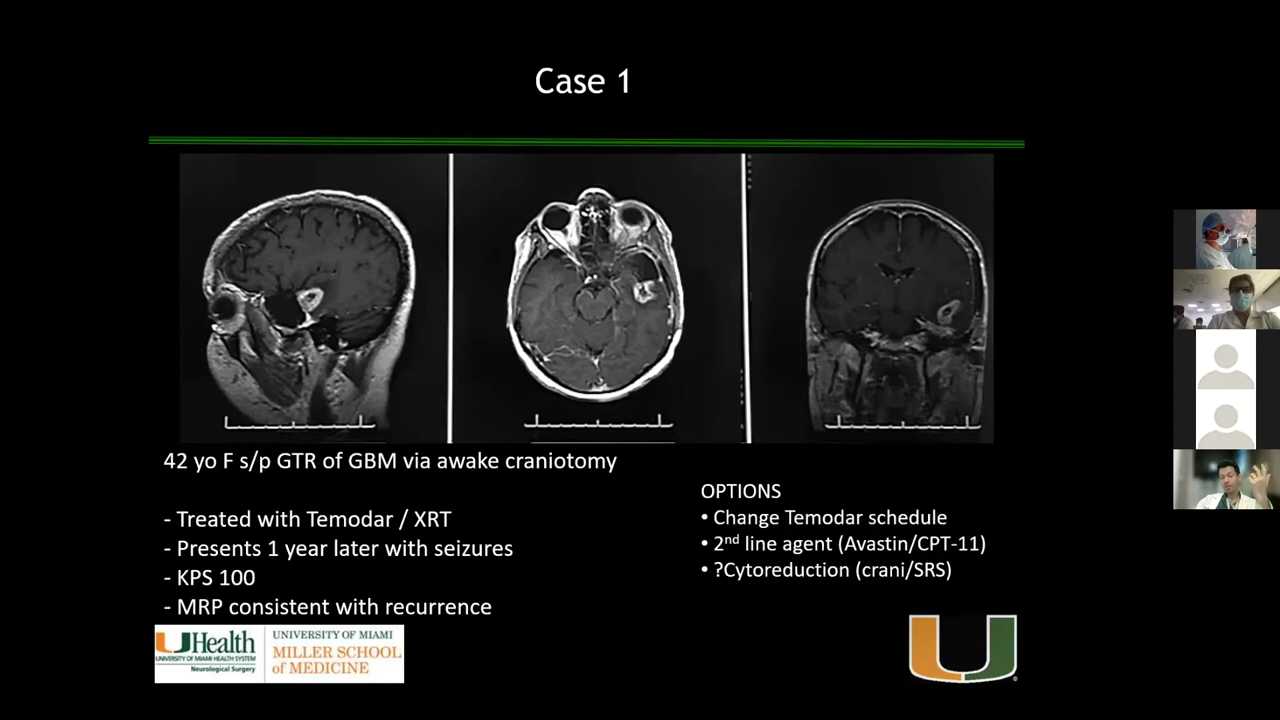 Case 1
42 yo F s/p GTR of GBM via awake craniotomy
- Treated with Temodar / XRT
- Presents 1 year later with seizures
- KPS 100
- MRP consistent with recurrence
OPTIONS
• Change Temodar schedule
• 2nd line agent (Avastin/CPT-11)
• ?Cytoreduction (crani/SRS)
UHealth
UNIVERSITY OF MIAMI HEALTH SYSTEM
Neurological Surgery
UNIVERSITY OF MIAMI
MILLER SCHOOL
of MEDICINE
U